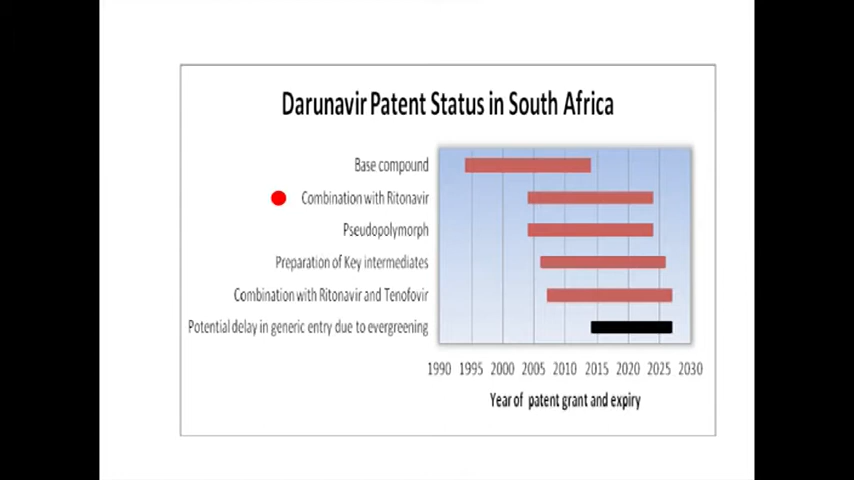 Darunavir Patent Status in South Africa
Base compound
Combination with Ritonavir
Pseudopolymorph
Preparation of Key intermediates
Combination with Ritonavir and Tenofovir
Potential delay in generic entry due to evergreening
1990 1995 2000 2005 2010 2015 2020 2025 2030
Year of patent grant and expiry